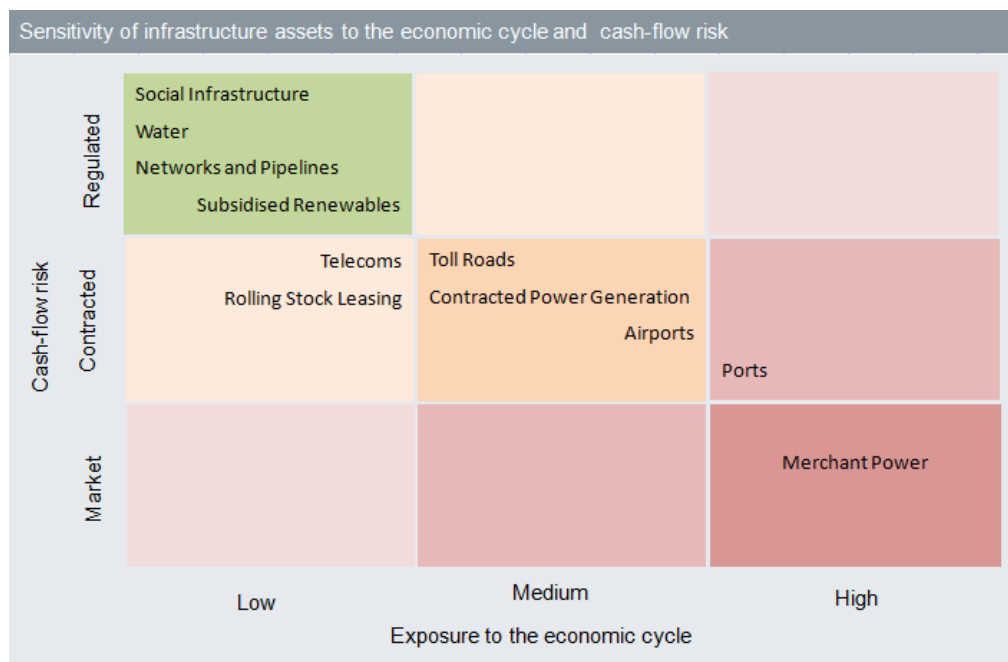 Sensitivity of infrastructure assets to the economic cycle and cash-flow risk
Cash-flow risk
Regulated
Social Infrastructure
Water
Networks and Pipelines
Subsidised Renewables
Contracted
Telecoms
Rolling Stock Leasing
Toll Roads
Contracted Power Generation
Airports
Ports
Market
Merchant Power
Low
Medium
High
Exposure to the economic cycle